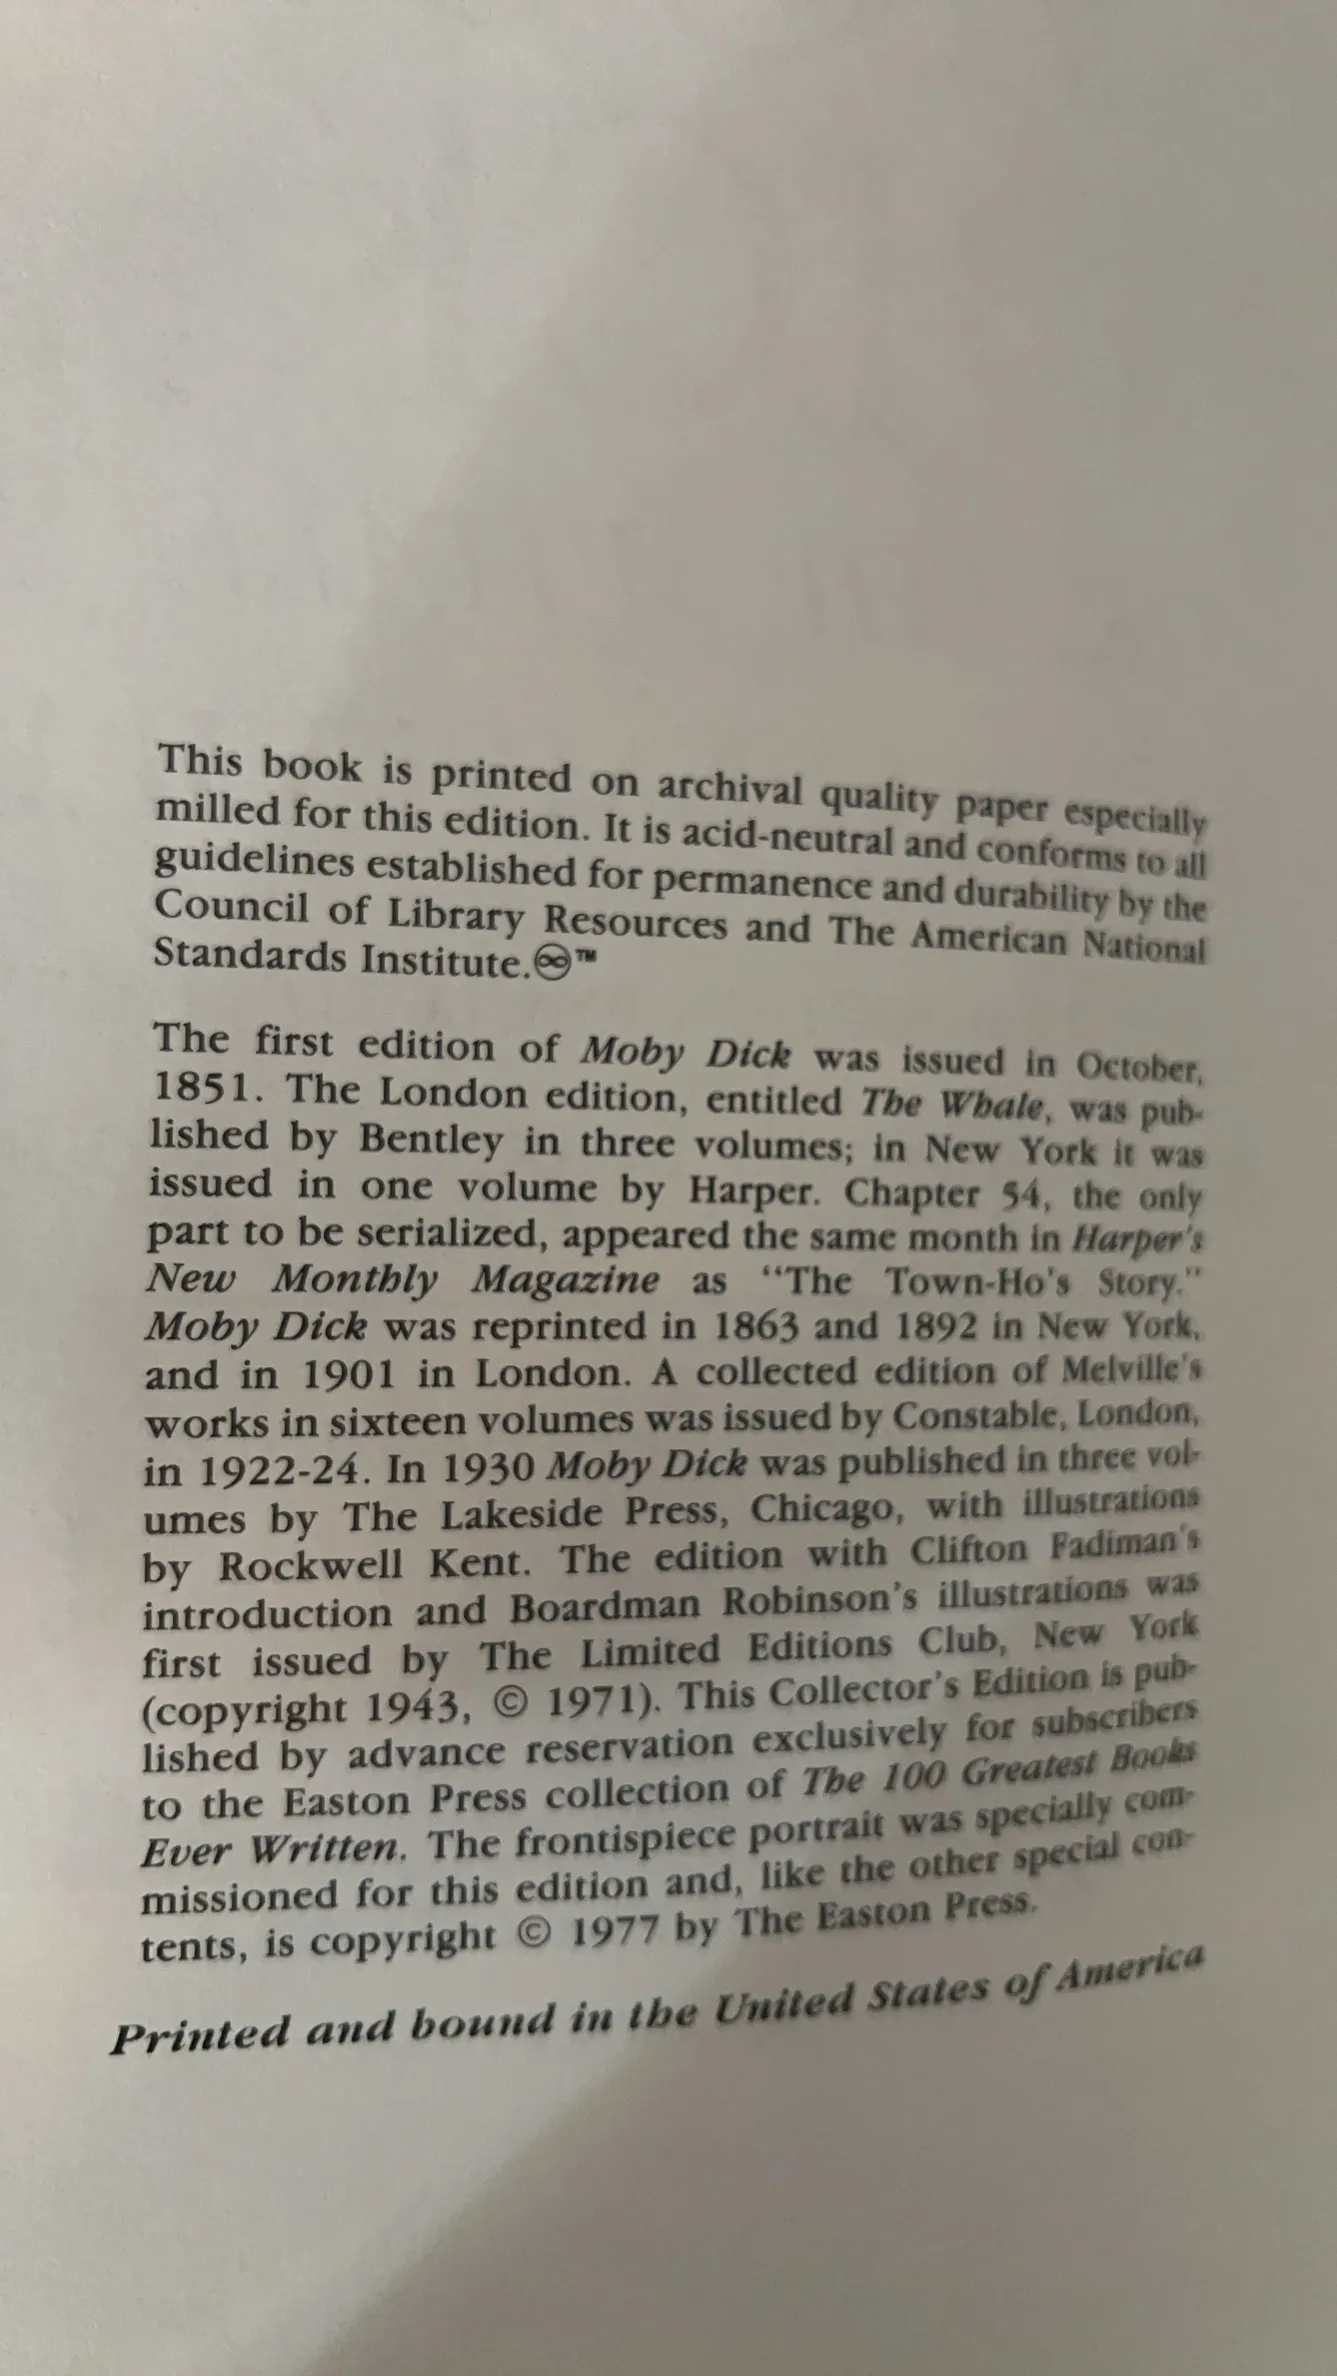 This book is printed on archival quality paper especially
milled for this edition. It is acid-neutral and conforms to all
guidelines established for permanence and durability by the
Council of Library Resources and The American National
Standards Institute.♾™
The first edition of Moby Dick was issued in October,
1851. The London edition, entitled The Whale, was pub-
lished by Bentley in three volumes; in New York it was
issued in one volume by Harper. Chapter 54, the only
part to be serialized, appeared the same month in Harper's
New Monthly Magazine as "The Town-Ho's Story."
Moby Dick was reprinted in 1863 and 1892 in New York,
and in 1901 in London. A collected edition of Melville's
works in sixteen volumes was issued by Constable, London,
in 1922-24. In 1930 Moby Dick was published in three vol-
umes by The Lakeside Press, Chicago, with illustrations
by Rockwell Kent. The edition with Clifton Fadiman's
introduction and Boardman Robinson's illustrations was
first issued by The Limited Editions Club, New York
(copyright 1943, © 1971). This Collector's Edition is pub-
lished by advance reservation exclusively for subscribers
to the Easton Press collection of The 100 Greatest Books
Ever Written. The frontispiece portrait was specially com-
missioned for this edition and, like the other special con-
tents, is copyright © 1977 by The Easton Press.
Printed and bound in the United States of America